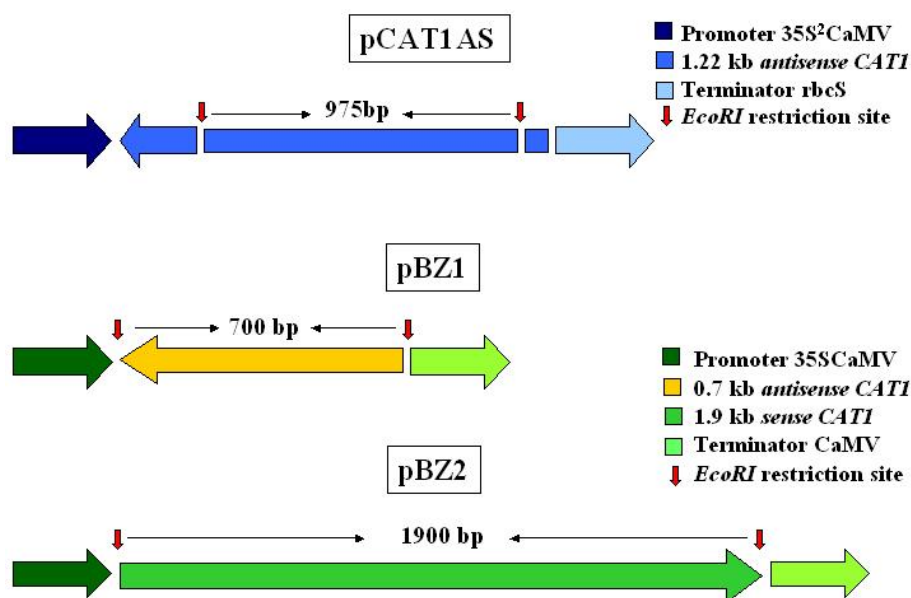 pCAT1AS
Promoter 35S²CaMV
1.22 kb antisense CAT1
Terminator rbcS
EcoRI restriction site
975bp
pBZ1
700 bp
Promoter 35SCaMV
0.7 kb antisense CAT1
1.9 kb sense CAT1
Terminator CaMV
EcoRI restriction site
pBZ2
1900 bp